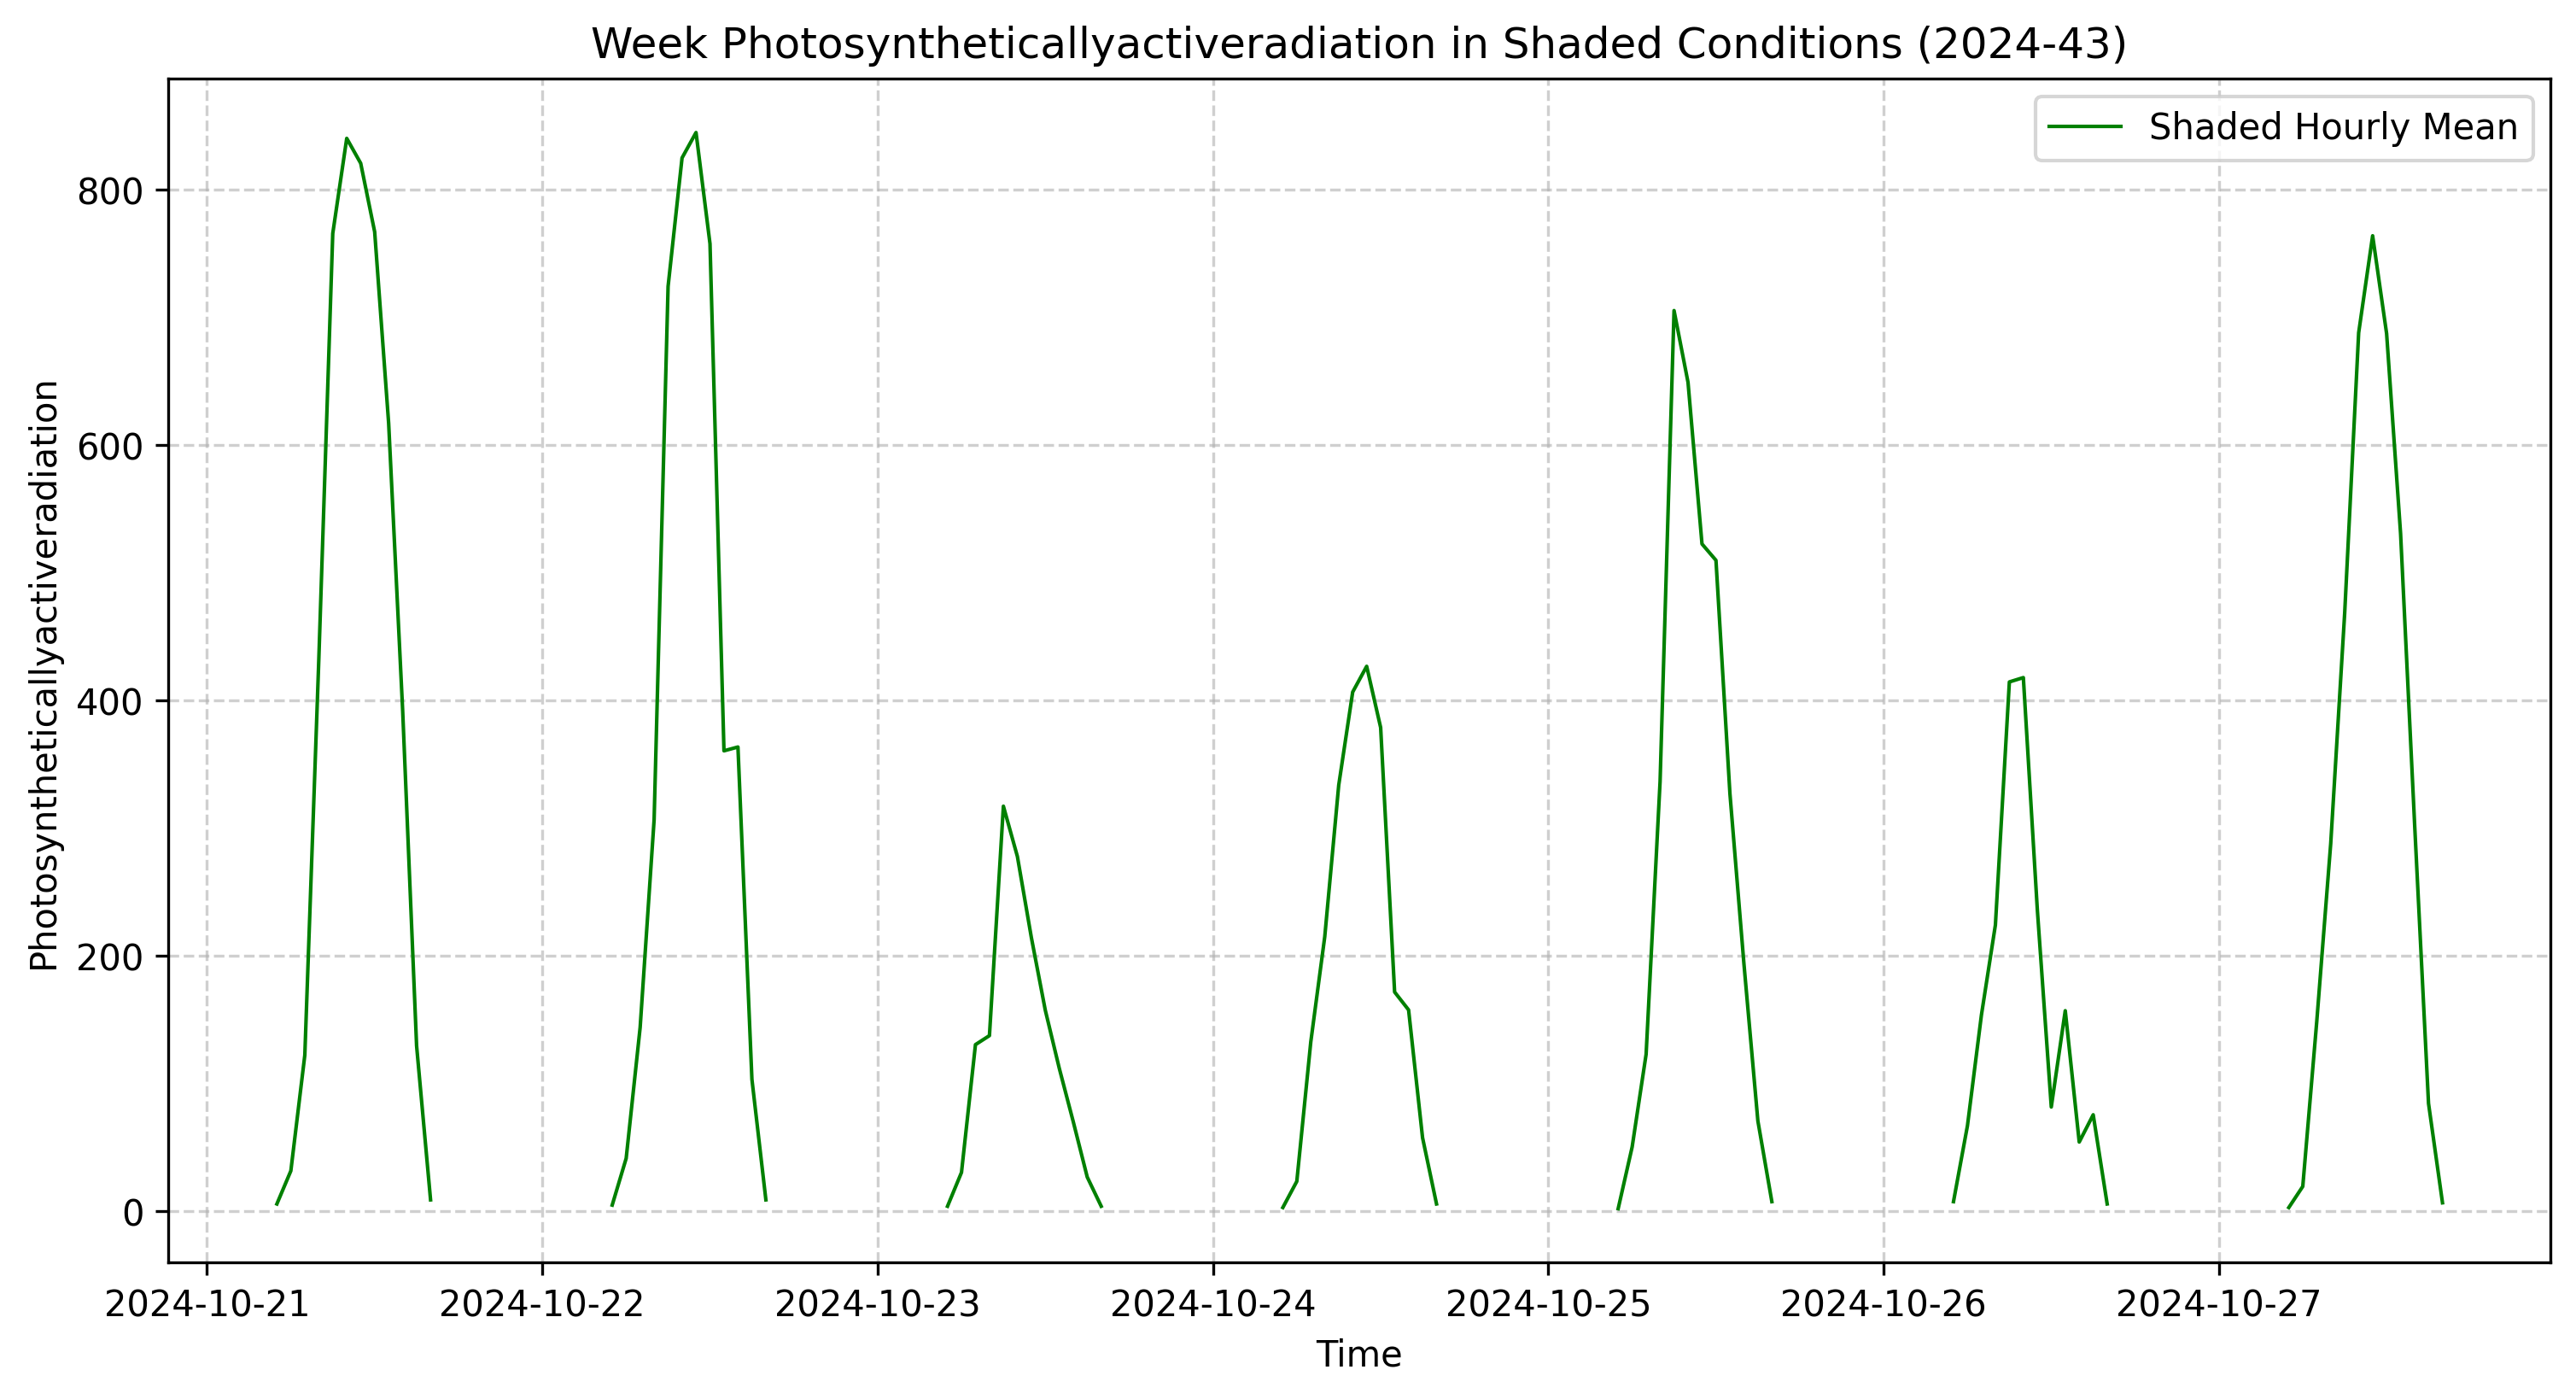 Week Photosyntheticallyactiveradiation in Shaded Conditions (2024-43)
Shaded Hourly Mean
Photosyntheticallyactiveradiation
800
600
400
200
0
2024-10-21 2024-10-22 2024-10-23 2024-10-24 2024-10-25 2024-10-26 2024-10-27
Time